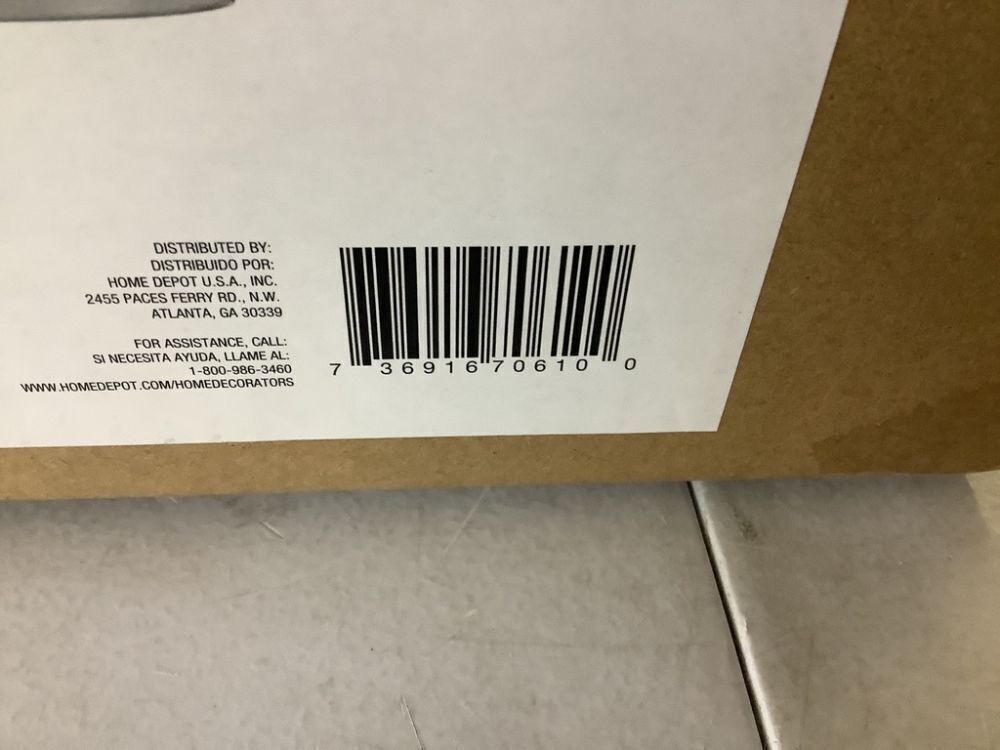 DISTRIBUTED BY:
DISTRIBUIDO POR:
HOME DEPOT U.S.A., INC.
2455 PACES FERRY RD., N.W.
ATLANTA, GA 30339
FOR ASSISTANCE, CALL:
SI NECESITA AYUDA, LLAME AL:
1-800-986-3460
WWW.HOMEDEPOT.COM/HOMEDECORATORS
7 36916 70610 0